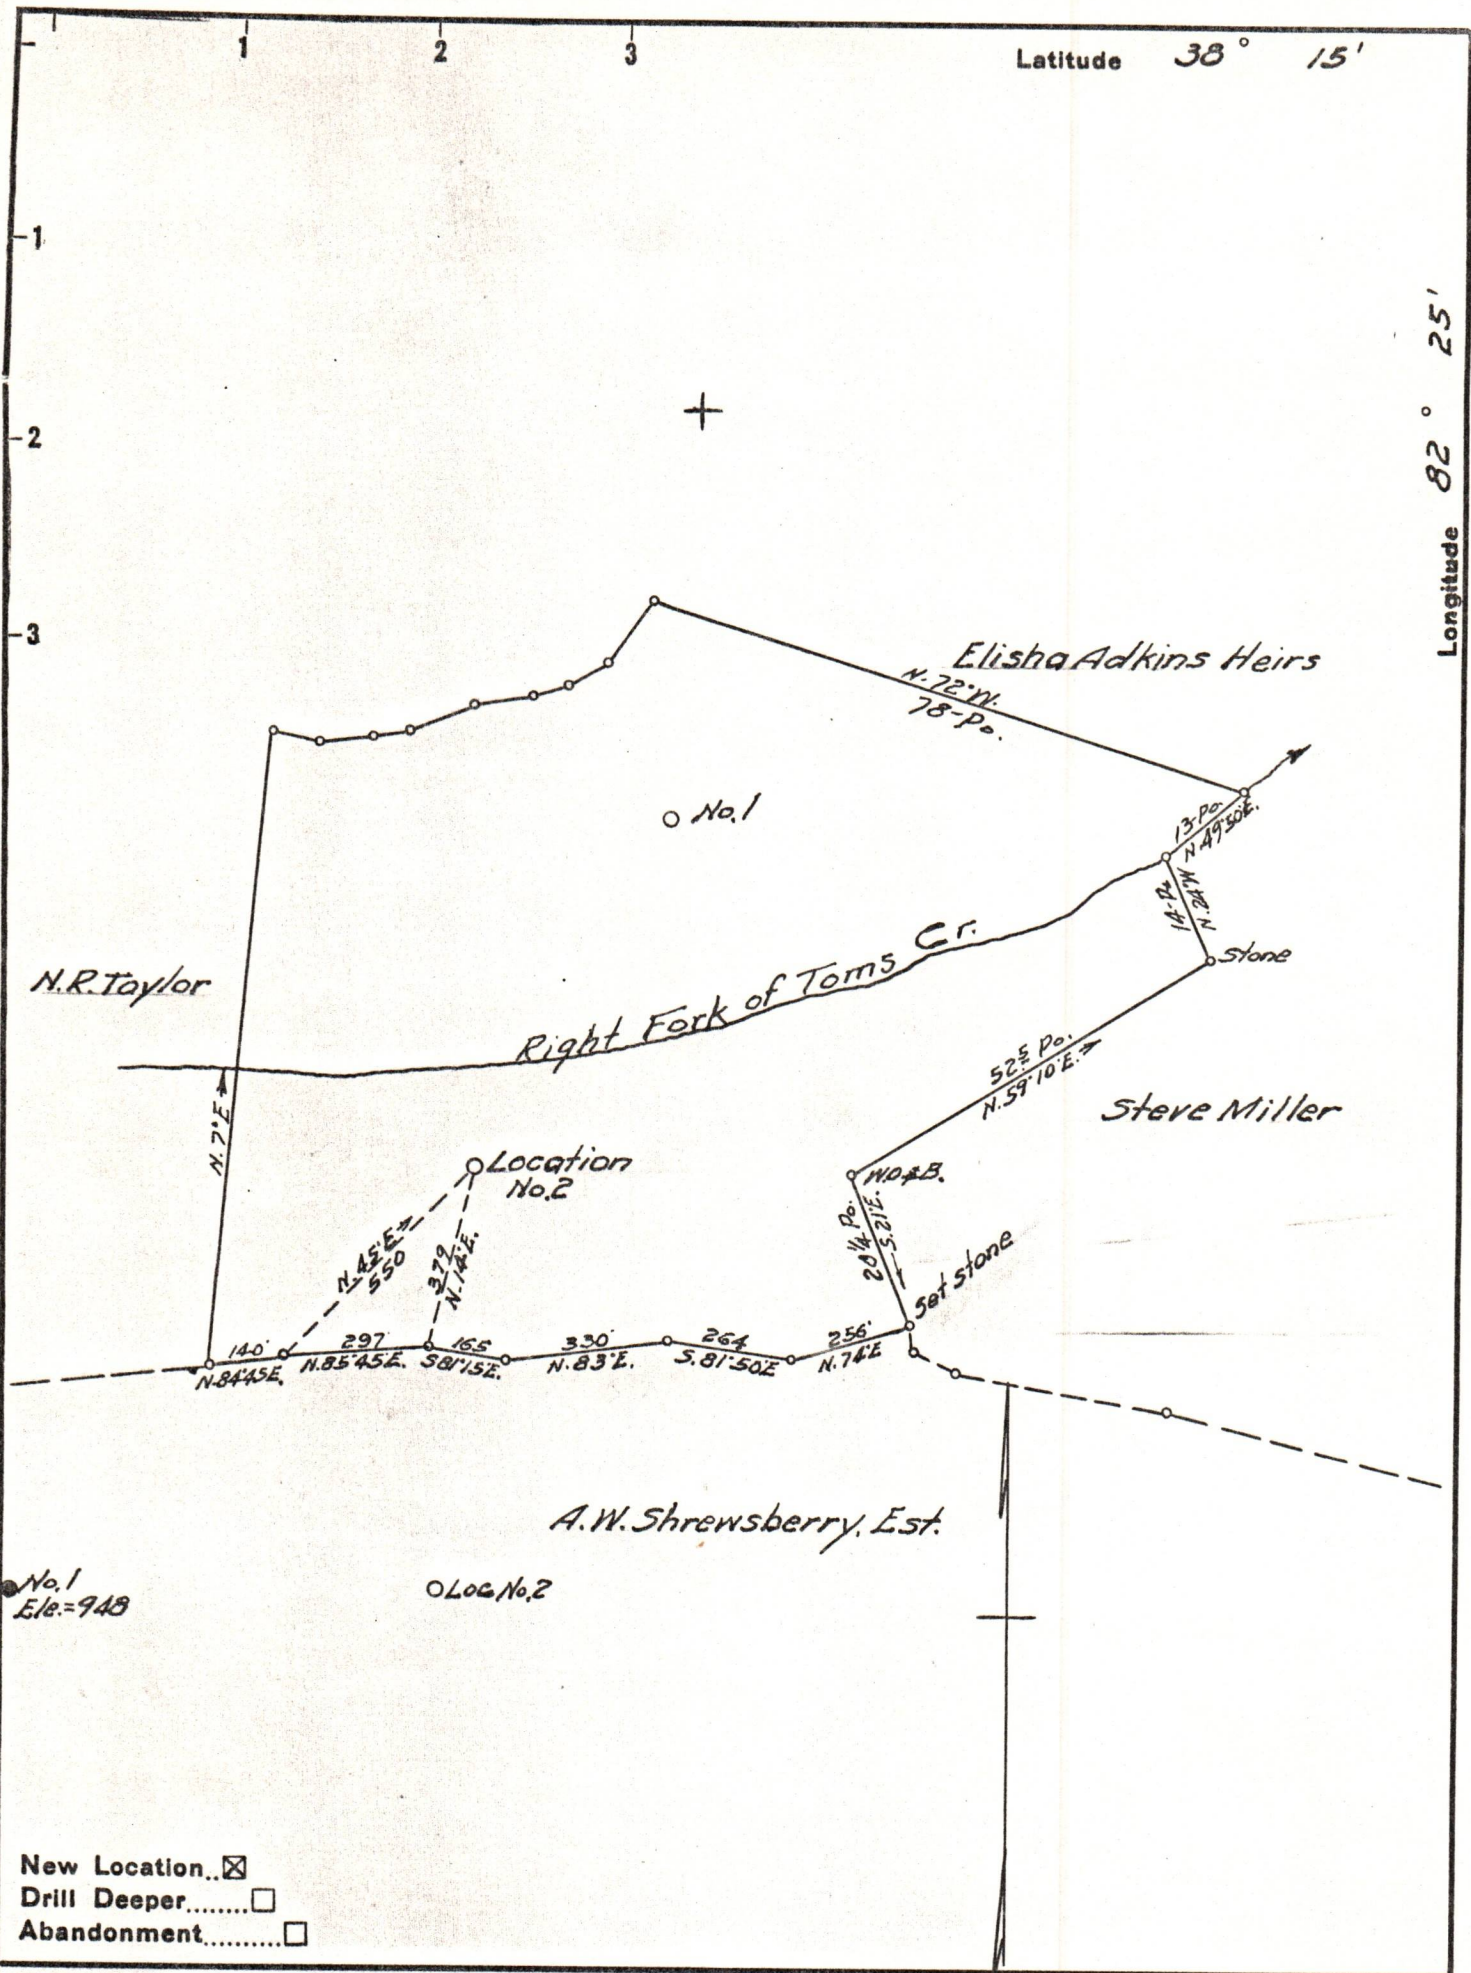 1 2 3
Latitude 38° 15'
1
2
3
Longitude 82° 25'
Elisha Adkins Heirs
N.72°W.
78-Po.
No.1
13-Po.
N.49°50'E.
14-Po.
N.24°W
Stone
N.R.Taylor
Right Fork of Toms Cr.
52⁵ Po.
N.59°10'E.
Steve Miller
N.7°E
Location
No.2
W.O.&B.
20¼ Po.
S.21°E.
Set stone
N.45°E
550
379
N.14°E.
140'
N.84°45'E.
297
N.85°45'E.
165
S81°15'E.
330'
N.83°E.
264
S.81°50'E
256'
N.74°E
A.W.Shrewsberry, Est.
No.1
Ele.=948
Loc No.2
New Location..☒
Drill Deeper........☐
Abandonment..........☐